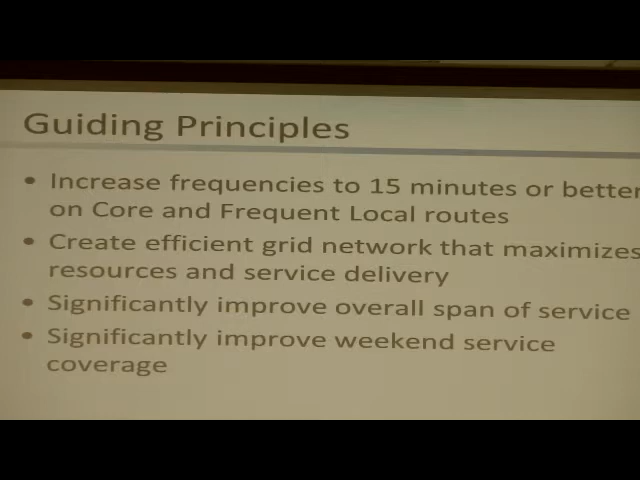 Guiding Principles
• Increase frequencies to 15 minutes or better
on Core and Frequent Local routes
• Create efficient grid network that maximizes
resources and service delivery
• Significantly improve overall span of service
• Significantly improve weekend service
coverage